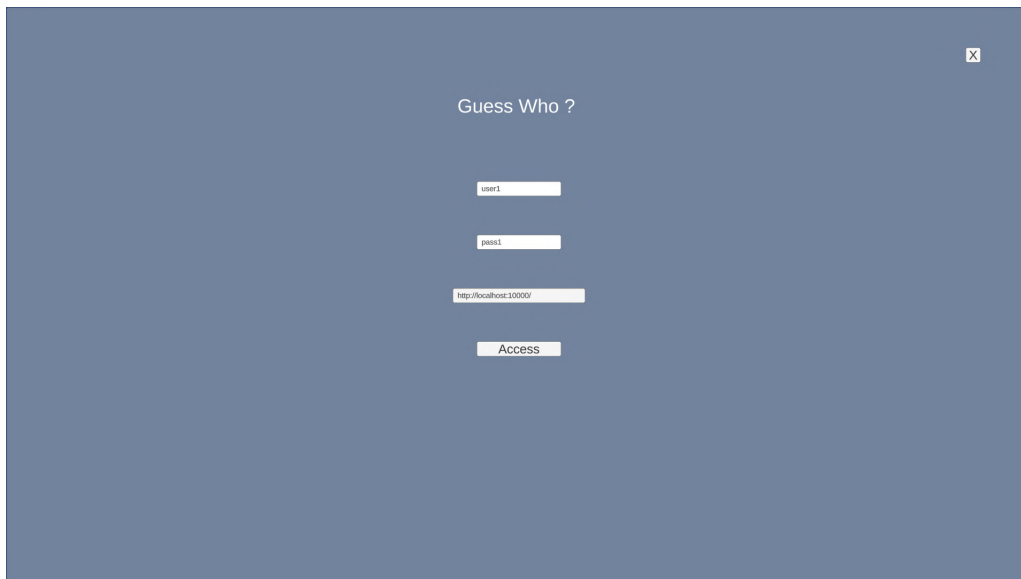 X
Guess Who ?
user1
pass1
http://localhost:10000/
Access